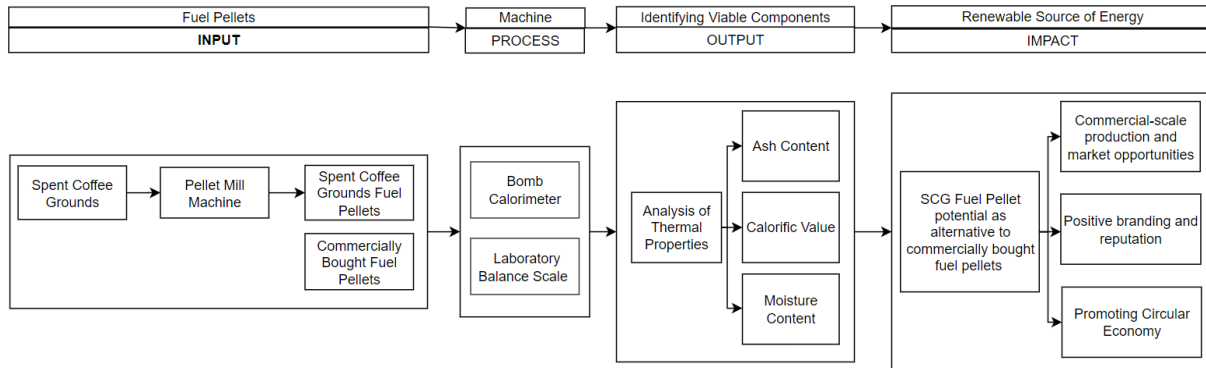 Fuel Pellets
INPUT
Machine
PROCESS
Identifying Viable Components
OUTPUT
Renewable Source of Energy
IMPACT
Spent Coffee
Grounds
Pellet Mill
Machine
Spent Coffee
Grounds Fuel
Pellets
Commercially
Bought Fuel
Pellets
Bomb
Calorimeter
Laboratory
Balance Scale
Analysis of
Thermal
Properties
Ash Content
Calorific Value
Moisture
Content
SCG Fuel Pellet
potential as
alternative to
commercially bought
fuel pellets
Commercial-scale
production and
market opportunities
Positive branding and
reputation
Promoting Circular
Economy